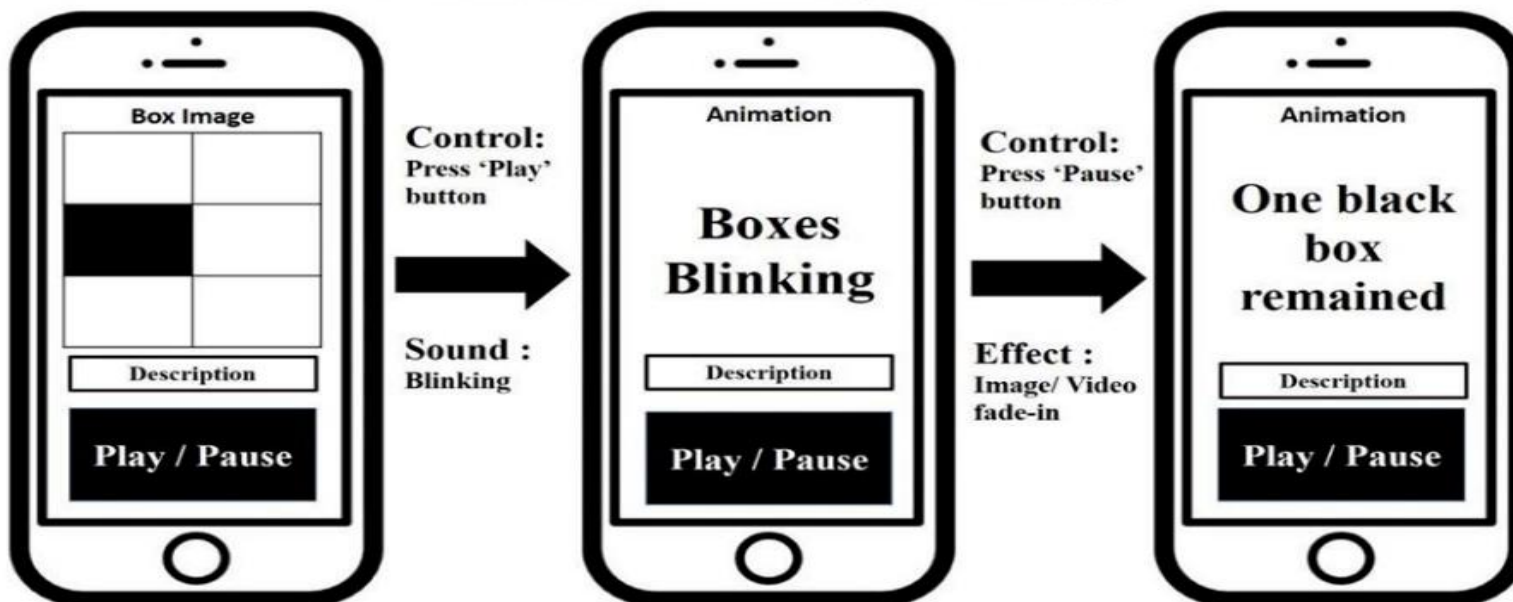 Box Image
Description
Play / Pause
Control:
Press ‘Play’
button
Sound :
Blinking
Animation
Boxes
Blinking
Description
Play / Pause
Control:
Press ‘Pause’
button
Effect :
Image/ Video
fade-in
Animation
One black
box
remained
Description
Play / Pause